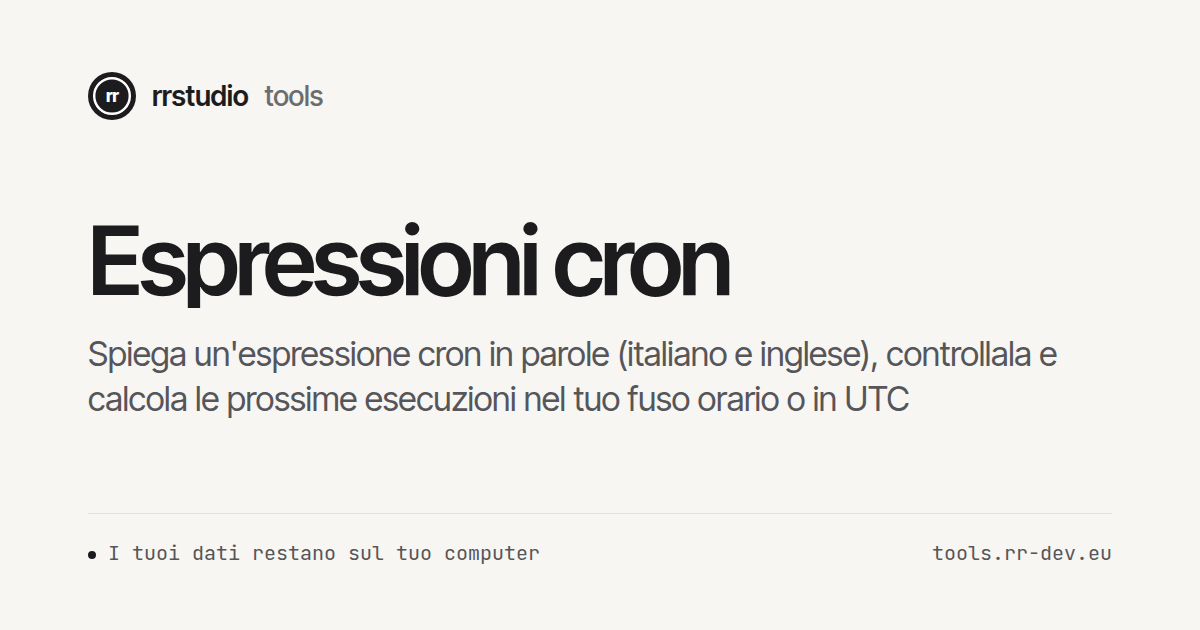 rr rrstudio tools
Espressioni cron
Spiega un'espressione cron in parole (italiano e inglese), controllala e
calcola le prossime esecuzioni nel tuo fuso orario o in UTC
I tuoi dati restano sul tuo computer
tools.rr-dev.eu